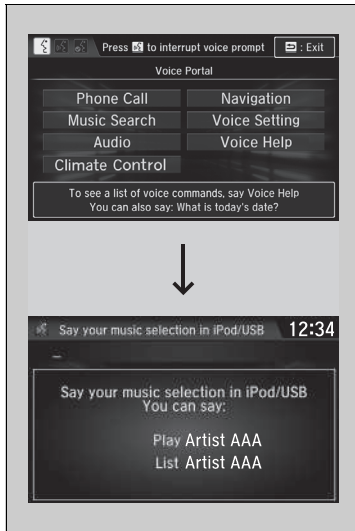 Press to interrupt voice prompt : Exit
Voice Portal
Phone Call Navigation
Music Search Voice Setting
Audio Voice Help
Climate Control
To see a list of voice commands, say Voice Help
You can also say: What is today's date?
Say your music selection in iPod/USB 12:34
Say your music selection in iPod/USB
You can say:
Play Artist AAA
List Artist AAA